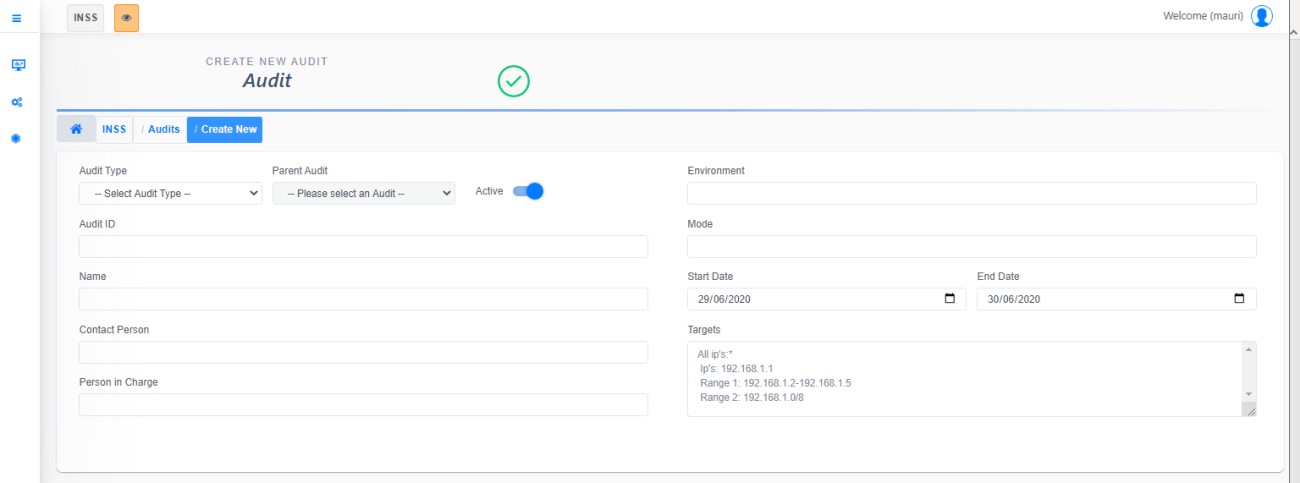 INSS
Welcome (mauri)
CREATE NEW AUDIT
Audit
INSS / Audits / Create New
Audit Type
Parent Audit
-- Select Audit Type --
-- Please select an Audit --
Active
Environment
Audit ID
Mode
Name
Start Date
End Date
29/06/2020
30/06/2020
Contact Person
Targets
All ip's:*
Ip's: 192.168.1.1
Range 1: 192.168.1.2-192.168.1.5
Range 2: 192.168.1.0/8
Person in Charge